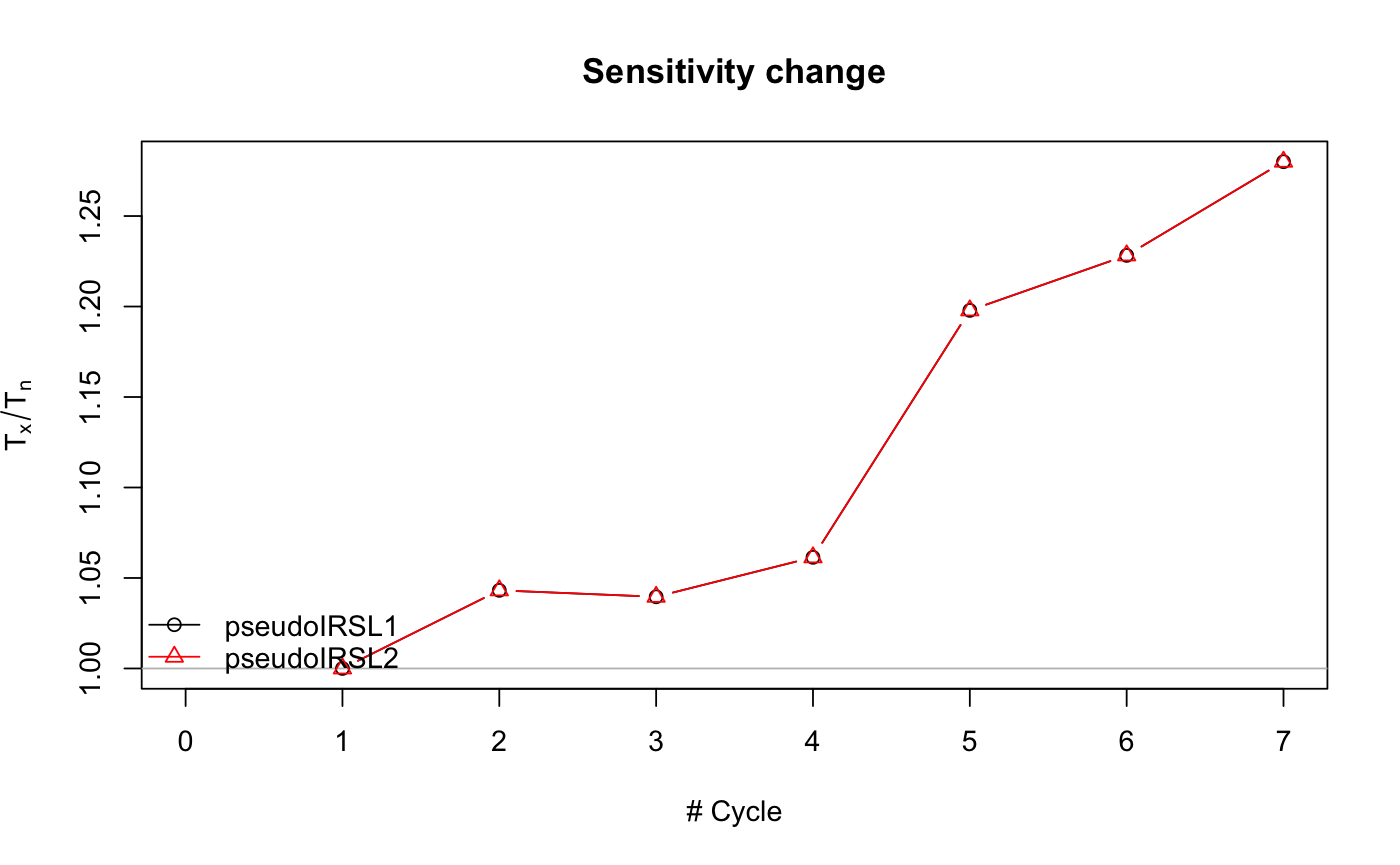 Sensitivity change
Tx/Tn
1.25
1.20
1.15
1.10
1.05
1.00
pseudoIRSL1
pseudoIRSL2
0 1 2 3 4 5 6 7
# Cycle